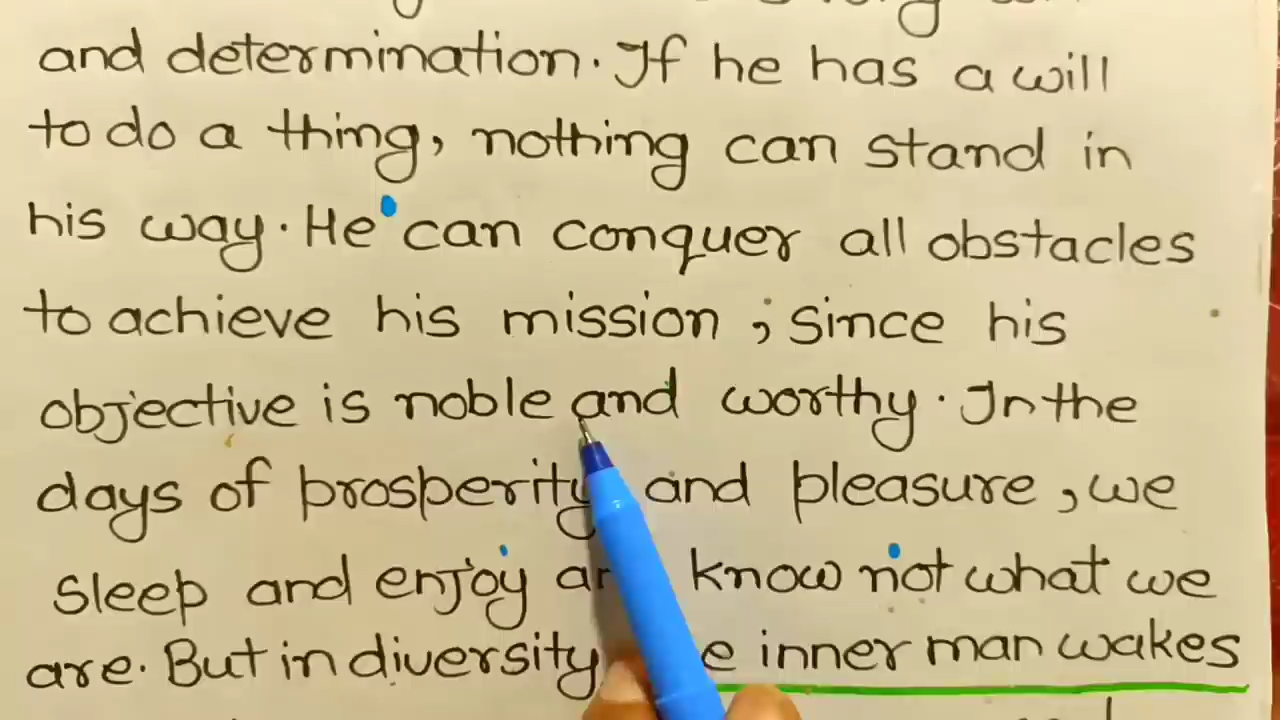 and determination. If he has a will
to do a thing, nothing can stand in
his way. He can conquer all obstacles
to achieve his mission ; since his
objective is noble and worthy. In the
days of prosperity and pleasure, we
sleep and enjoy know not what we
are. But in diversity inner man wakes